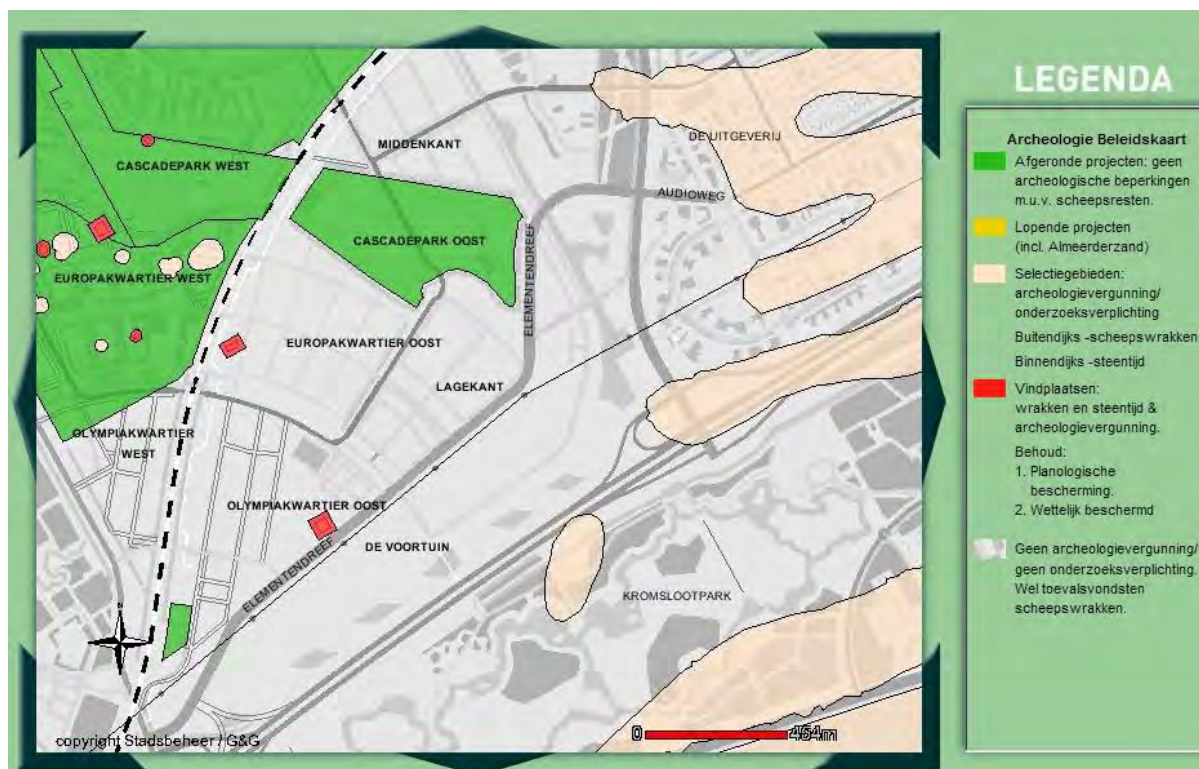 MIDDENKANT
DE UITGEVERIJ
CASCADEPARK WEST
AUDIOWEG
CASCADEPARK OOST
ELEMENTENDREEF
EUROPAKWARTIER WEST
EUROPAKWARTIER OOST
LAGEKANT
OLYMPIAKWARTIER
WEST
OLYMPIAKWARTIER OOST
DE VOORTUIN
ELEMENTENDREEF
KROMSLOOTPARK
N
copyright Stadsbeheer / G&G
0 454m
LEGENDA
Archeologie Beleidskaart
Afgeronde projecten: geen
archeologische beperkingen
m.u.v. scheepsresten.
Lopende projecten
(incl. Almeerderzand)
Selectiegebieden:
archeologievergunning/
onderzoeksverplichting
Buitendijks -scheepswrakken
Binnendijks -steentijd
Vindplaatsen:
wrakken en steentijd &
archeologievergunning.
Behoud:
1. Planologische
bescherming.
2. Wettelijk beschermd
Geen archeologievergunning/
geen onderzoeksverplichting.
Wel toevalsvondsten
scheepswrakken.